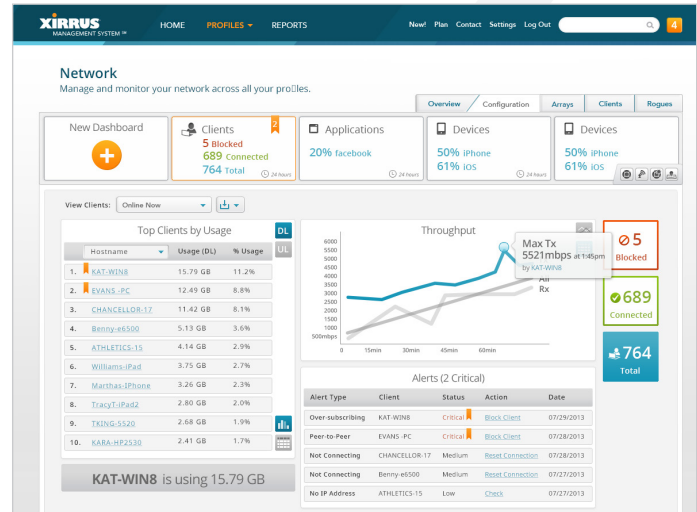 XIRRUS
MANAGEMENT SYSTEM ™
HOME PROFILES REPORTS
New! Plan Contact Settings Log Out
4
Network
Manage and monitor your network across all your pro□les.
Overview Configuration Arrays Clients Rogues
New Dashboard
Clients
2
5 Blocked
689 Connected
764 Total
24 hours
Applications
20% facebook
24 hours
Devices
50% iPhone
61% iOS
24 hours
Devices
50% iPhone
61% iOS
View Clients: Online Now
Top Clients by Usage
DL
UL
Hostname Usage (DL) % Usage
1. KAT-WIN8 15.79 GB 11.2%
2. EVANS -PC 12.49 GB 8.8%
3. CHANCELLOR-17 11.42 GB 8.1%
4. Benny-e6500 5.13 GB 3.6%
5. ATHLETICS-15 4.14 GB 2.9%
6. Williams-iPad 3.75 GB 2.7%
7. Marthas-IPhone 3.26 GB 2.3%
8. TracyT-iPad2 2.80 GB 2.0%
9. TKING-5520 2.68 GB 1.9%
10. KARA-HP2530 2.41 GB 1.7%
KAT-WIN8 is using 15.79 GB
Throughput
6000
5500
5000
4500
4000
3500
3000
2500
2000
1500
1000
500mbps
0 15min 30min 45min 60min
Max Tx
5521mbps at 1:45pm
by KAT-WIN8
All
Rx
5
Blocked
689
Connected
764
Total
Alerts (2 Critical)
Alert Type Client Status Action Date
Over-subscribing KAT-WIN8 Critical Block Client 07/29/2013
Peer-to-Peer EVANS -PC Critical Block Client 07/28/2013
Not Connecting CHANCELLOR-17 Medium Reset Connection 07/28/2013
Not Connecting Benny-e6500 Medium Reset Connection 07/27/2013
No IP Address ATHLETICS-15 Low Check 07/27/2013